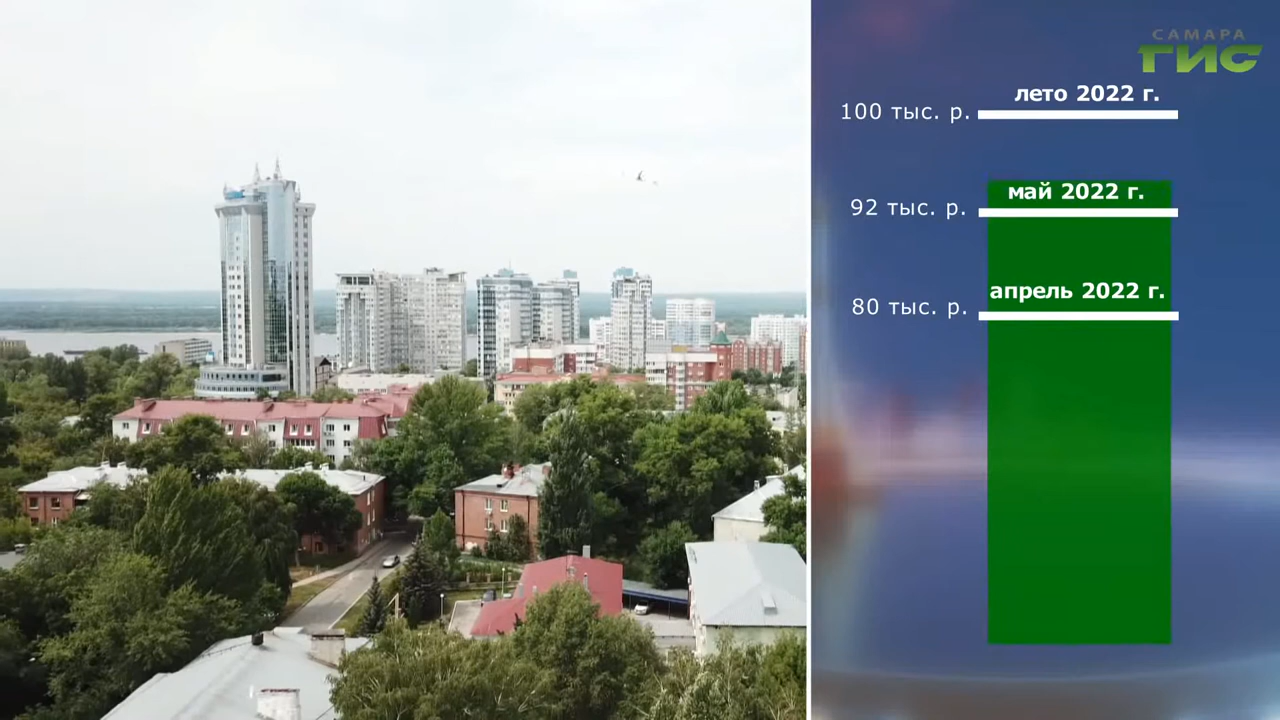 САМАРА
ГИС
лето 2022 г.
100 тыс. р.
май 2022 г.
92 тыс. р.
апрель 2022 г.
80 тыс. р.